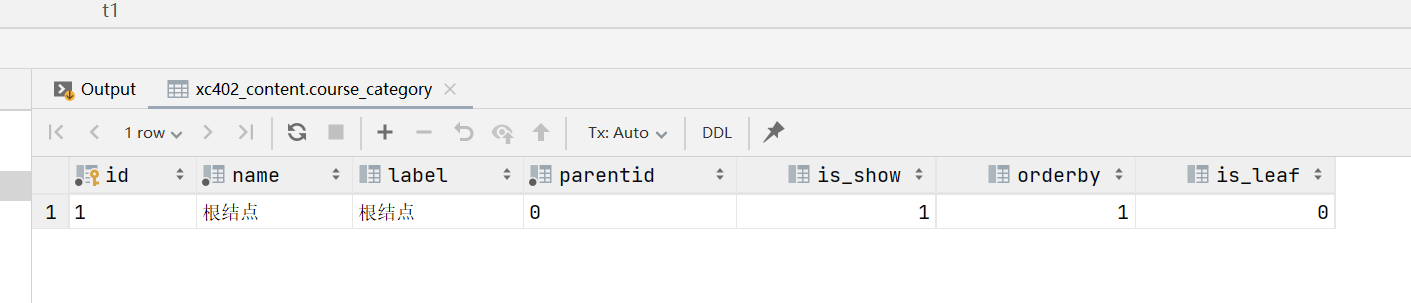 t1
Output xc402_content.course_category
1 row Tx: Auto DDL
id name label parentid is_show orderby is_leaf
1 1 根结点 根结点 0 1 1 0